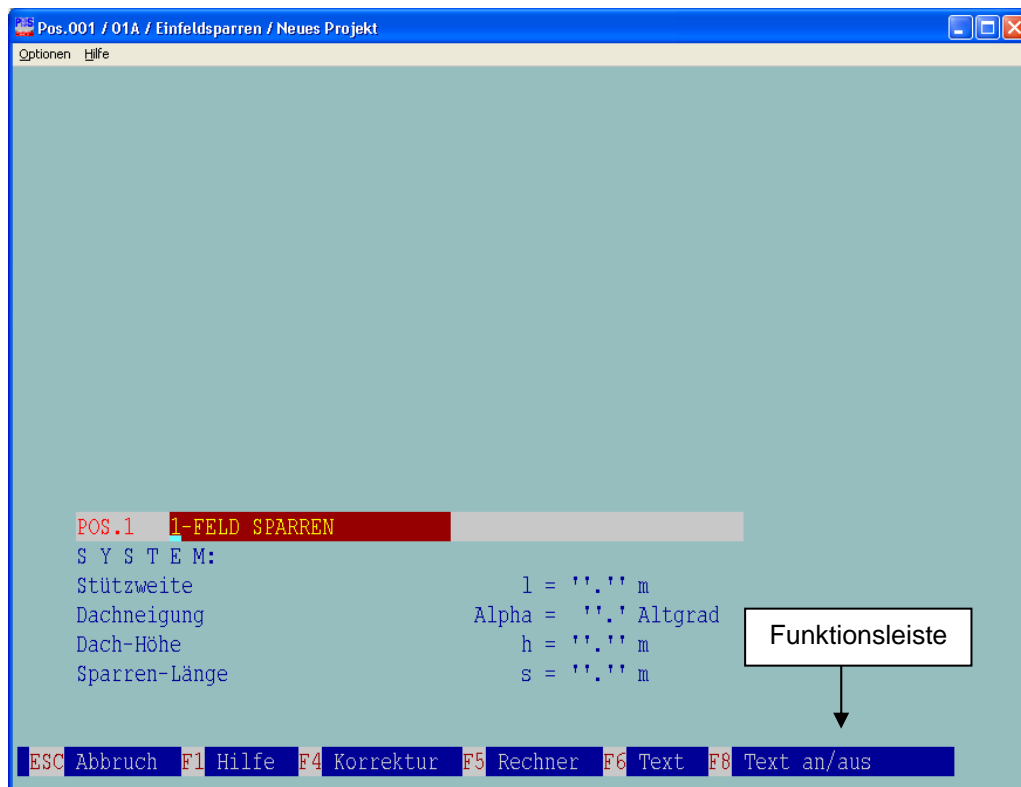 Pos.001 / 01A / Einfeldsparren / Neues Projekt
Optionen Hilfe
POS.1 1-FELD SPARREN
S Y S T E M:
Stützweite l = ''.'' m
Dachneigung Alpha = ''.' Altgrad
Dach-Höhe h = ''.'' m
Sparren-Länge s = ''.'' m
Funktionsleiste
ESC Abbruch F1 Hilfe F4 Korrektur F5 Rechner F6 Text F8 Text an/aus